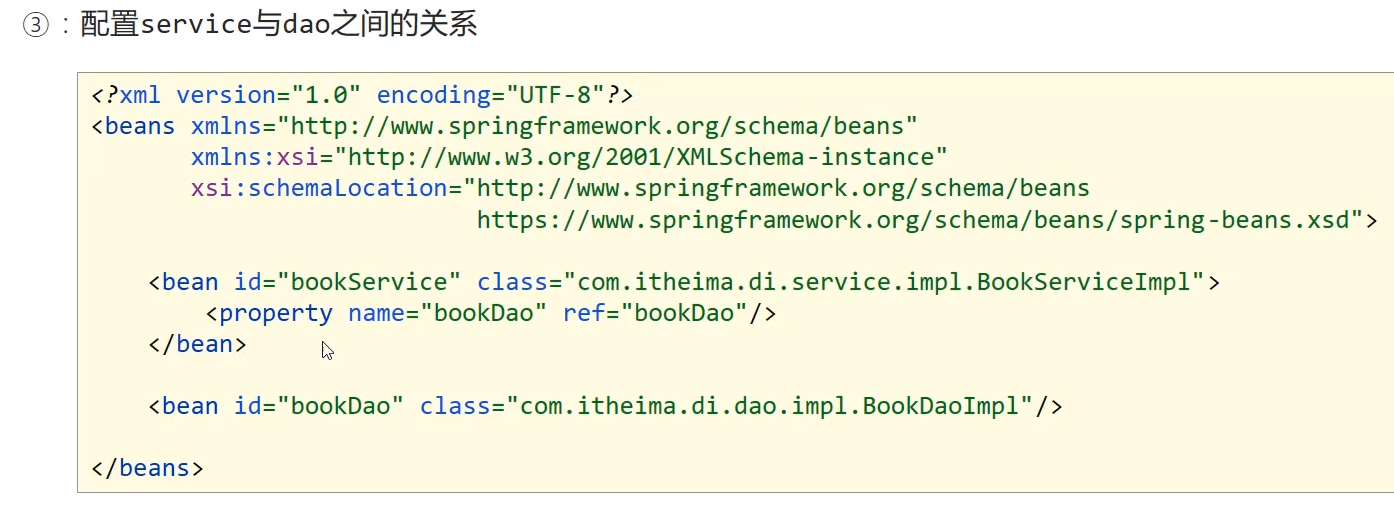 ③：配置service与dao之间的关系
<?xml version="1.0" encoding="UTF-8"?>
<beans xmlns="http://www.springframework.org/schema/beans"
xmlns:xsi="http://www.w3.org/2001/XMLSchema-instance"
xsi:schemaLocation="http://www.springframework.org/schema/beans
https://www.springframework.org/schema/beans/spring-beans.xsd">
<bean id="bookService" class="com.itheima.di.service.impl.BookServiceImpl">
<property name="bookDao" ref="bookDao"/>
</bean>
<bean id="bookDao" class="com.itheima.di.dao.impl.BookDaoImpl"/>
</beans>